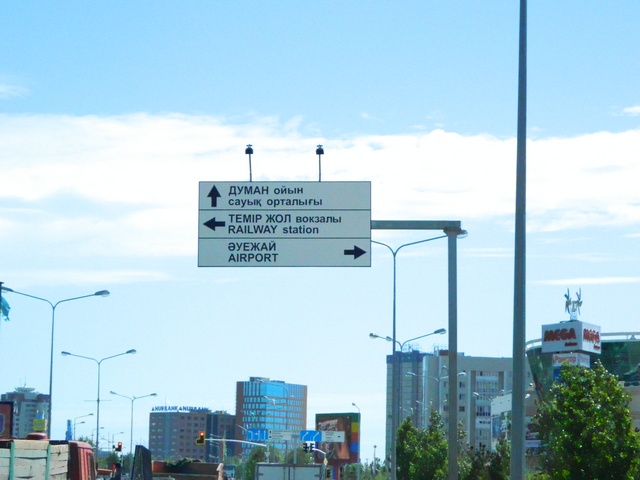 ДУМАН ойын
сауық орталығы
ТЕМІР ЖОЛ вокзалы
RAILWAY station
ӘУЕЖАЙ
AIRPORT
MEGA